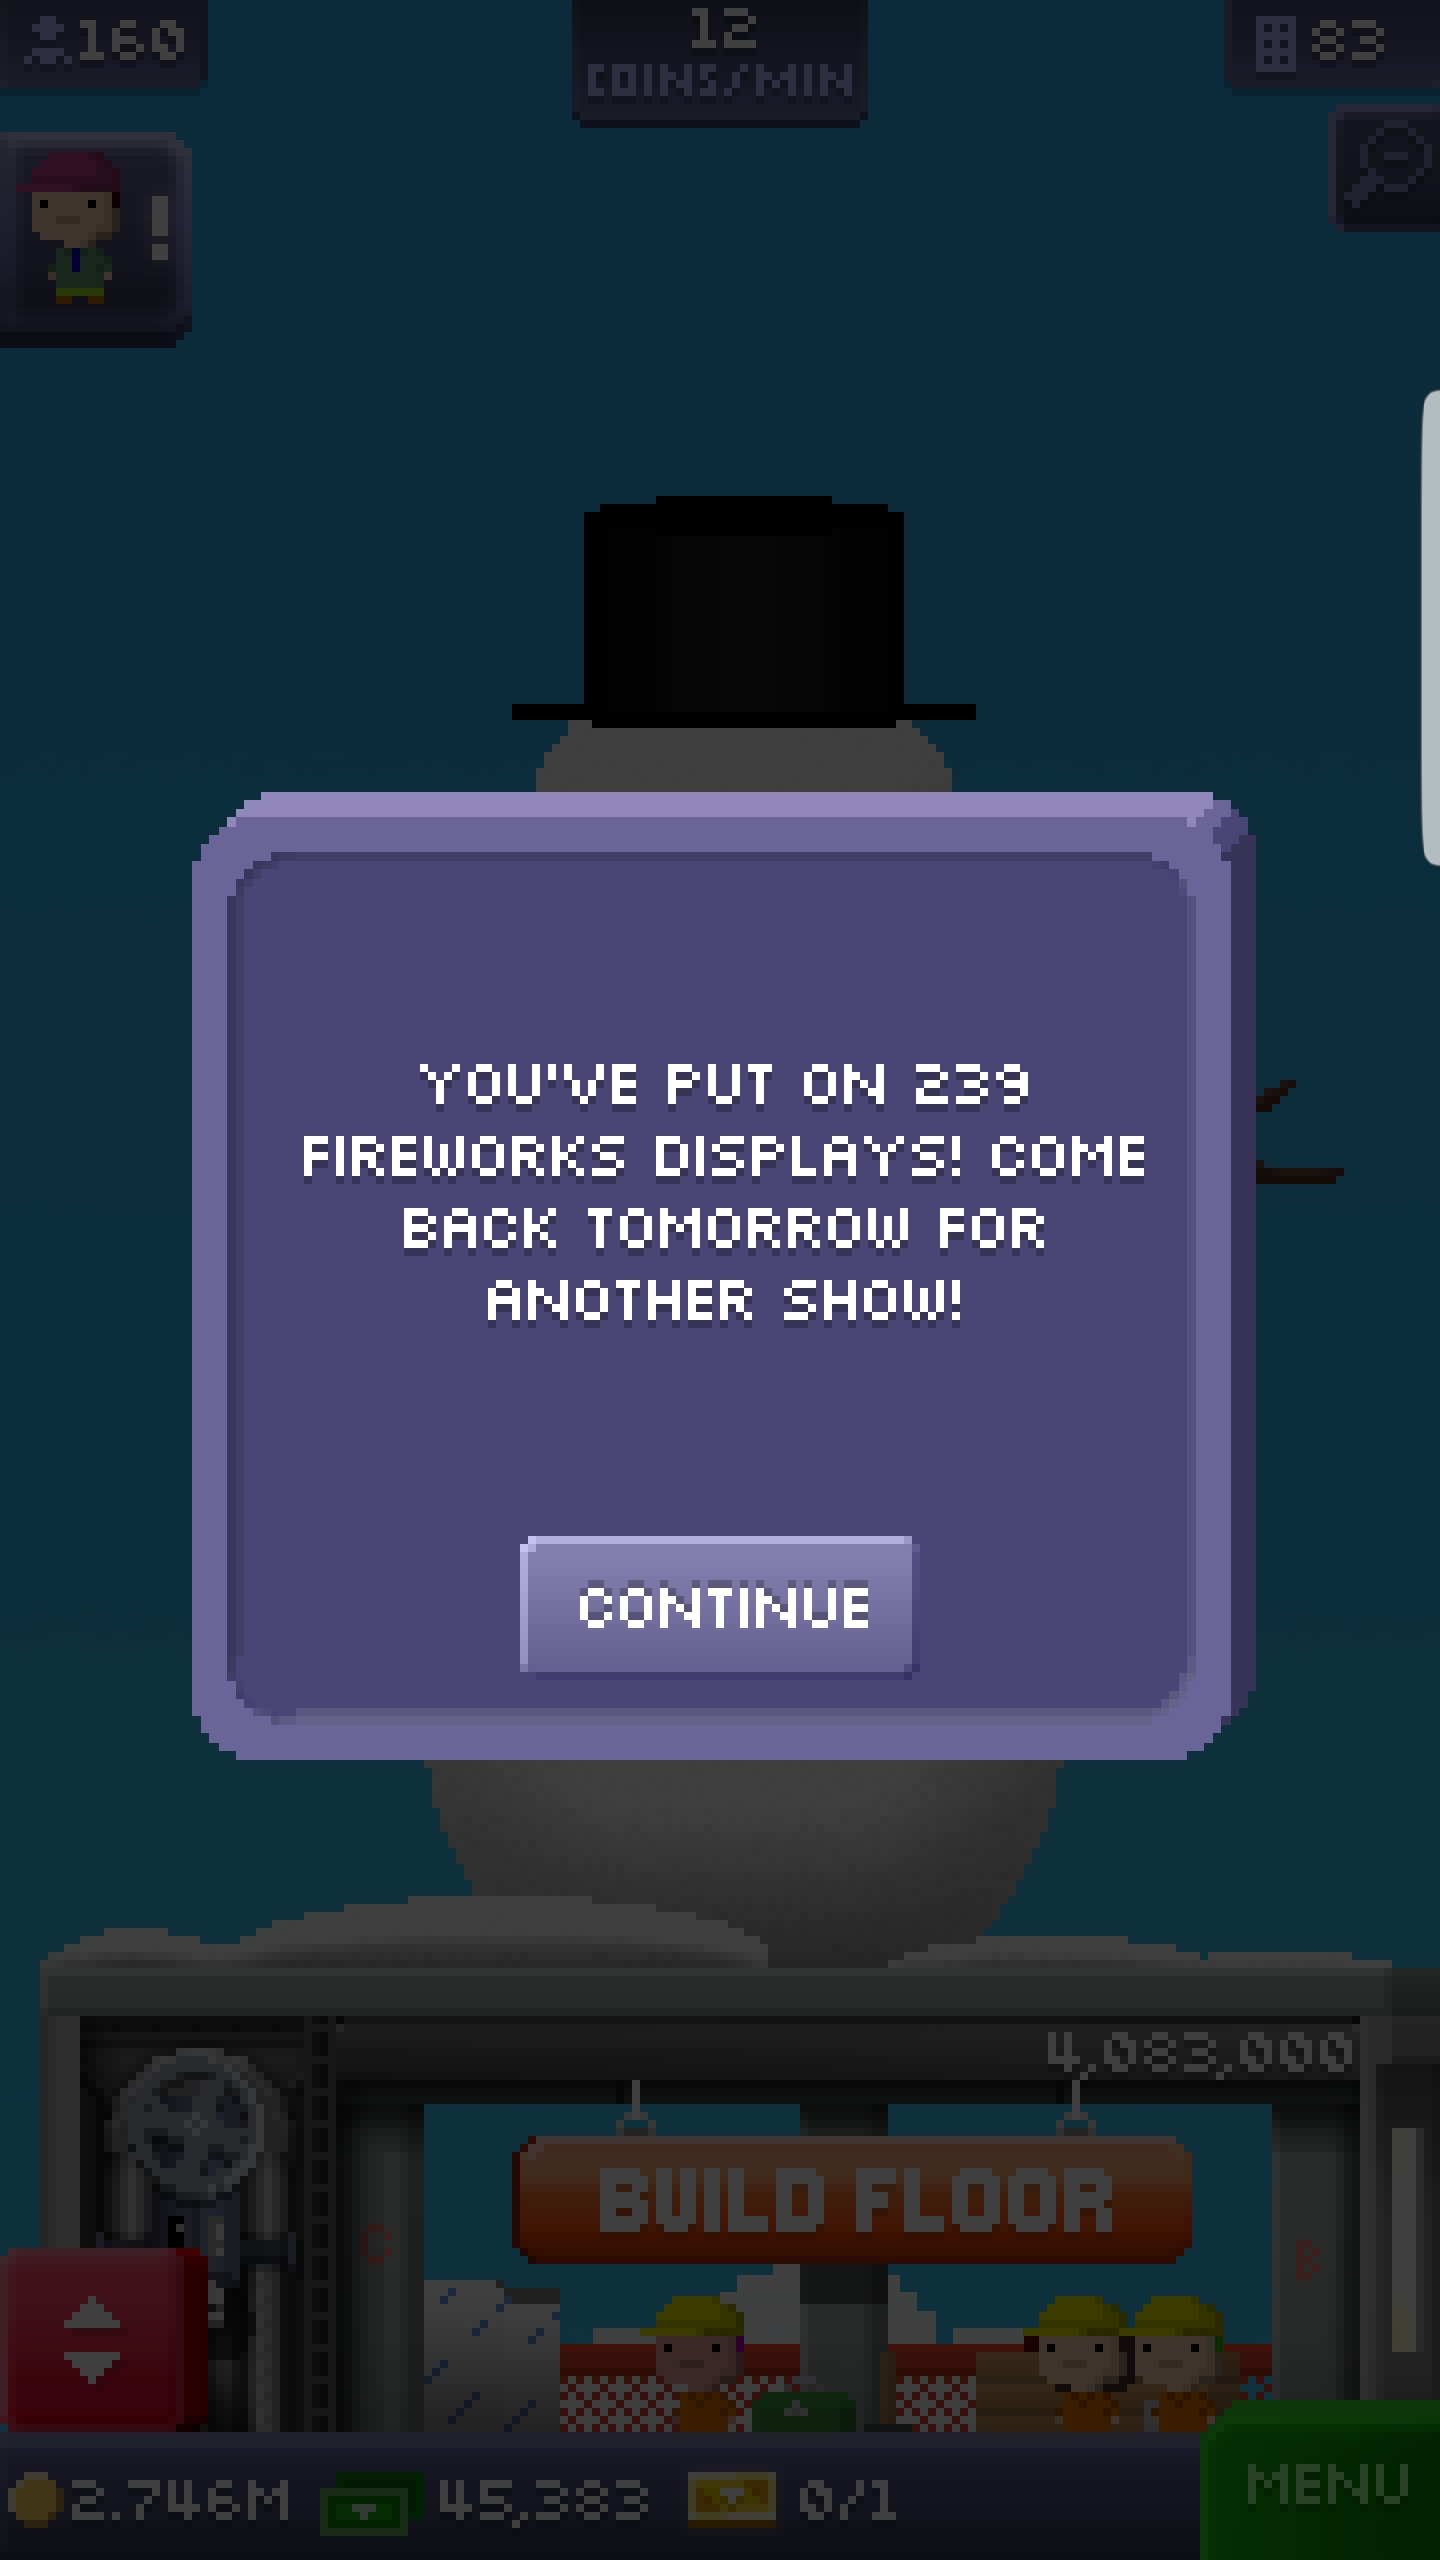 160
12
COINS/MIN
83
!
YOU'VE PUT ON 239
FIREWORKS DISPLAYS! COME
BACK TOMORROW FOR
ANOTHER SHOW!
CONTINUE
4,083,000
BUILD FLOOR
C
B
2.746M
45,383
0/1
MENU